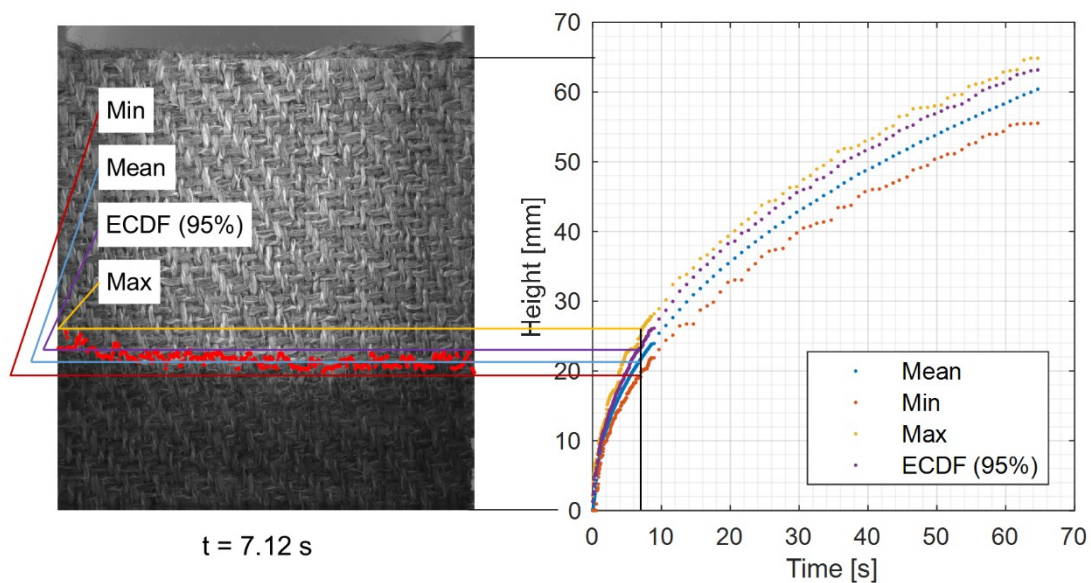 Min
Mean
ECDF (95%)
Max
t = 7.12 s
Height [mm]
70
60
50
40
30
20
10
0
0 10 20 30 40 50 60 70
Time [s]
Mean
Min
Max
ECDF (95%)